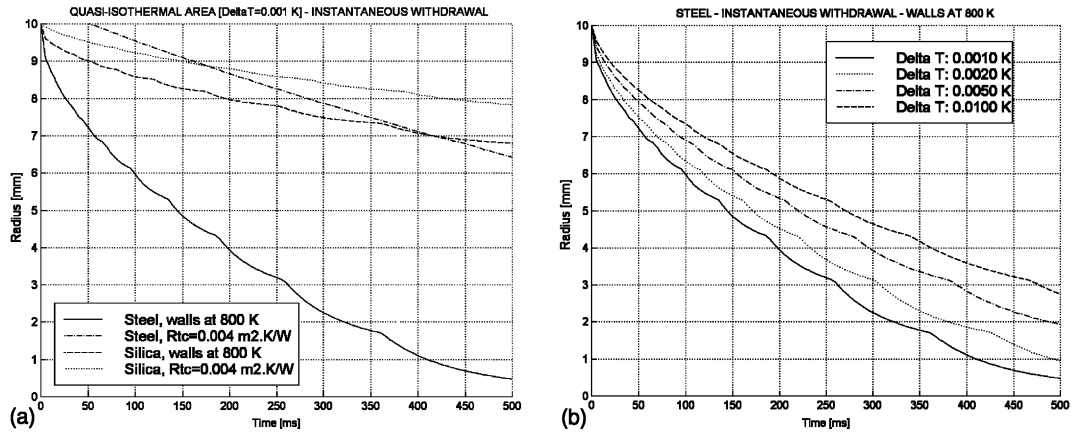 QUASI-ISOTHERMAL AREA [DeltaT=0.001 K] - INSTANTANEOUS WITHDRAWAL
Radius [mm]
10
9
8
7
6
5
4
3
2
1
0
Steel, walls at 800 K
Steel, Rtc=0.004 m2.K/W
Silica, walls at 800 K
Silica, Rtc=0.004 m2.K/W
0 50 100 150 200 250 300 350 400 450 500
Time [ms]
(a)
STEEL - INSTANTANEOUS WITHDRAWAL - WALLS AT 800 K
Radius [mm]
10
9
8
7
6
5
4
3
2
1
0
Delta T: 0.0010 K
Delta T: 0.0020 K
Delta T: 0.0050 K
Delta T: 0.0100 K
0 50 100 150 200 250 300 350 400 450 500
Time [ms]
(b)